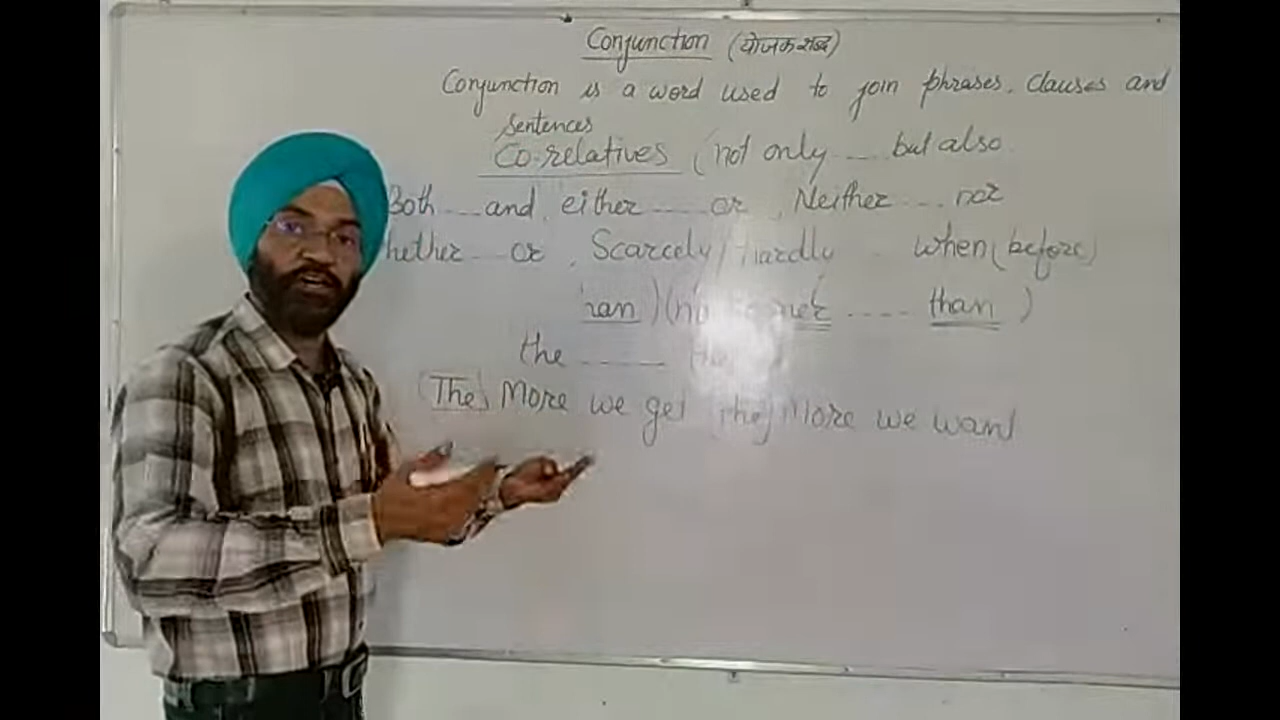 Conjunction (योजक शब्द)
Conjunction is a word used to join phrases, Clauses and
sentences
Co-relatives (not only .... but also
Both .... and, either ..... or, Neither .... nor
hether ... or, Scarcely/Hardly .. when (before)
) ( ..... than )
the ........
(The) More we get (the) More we want